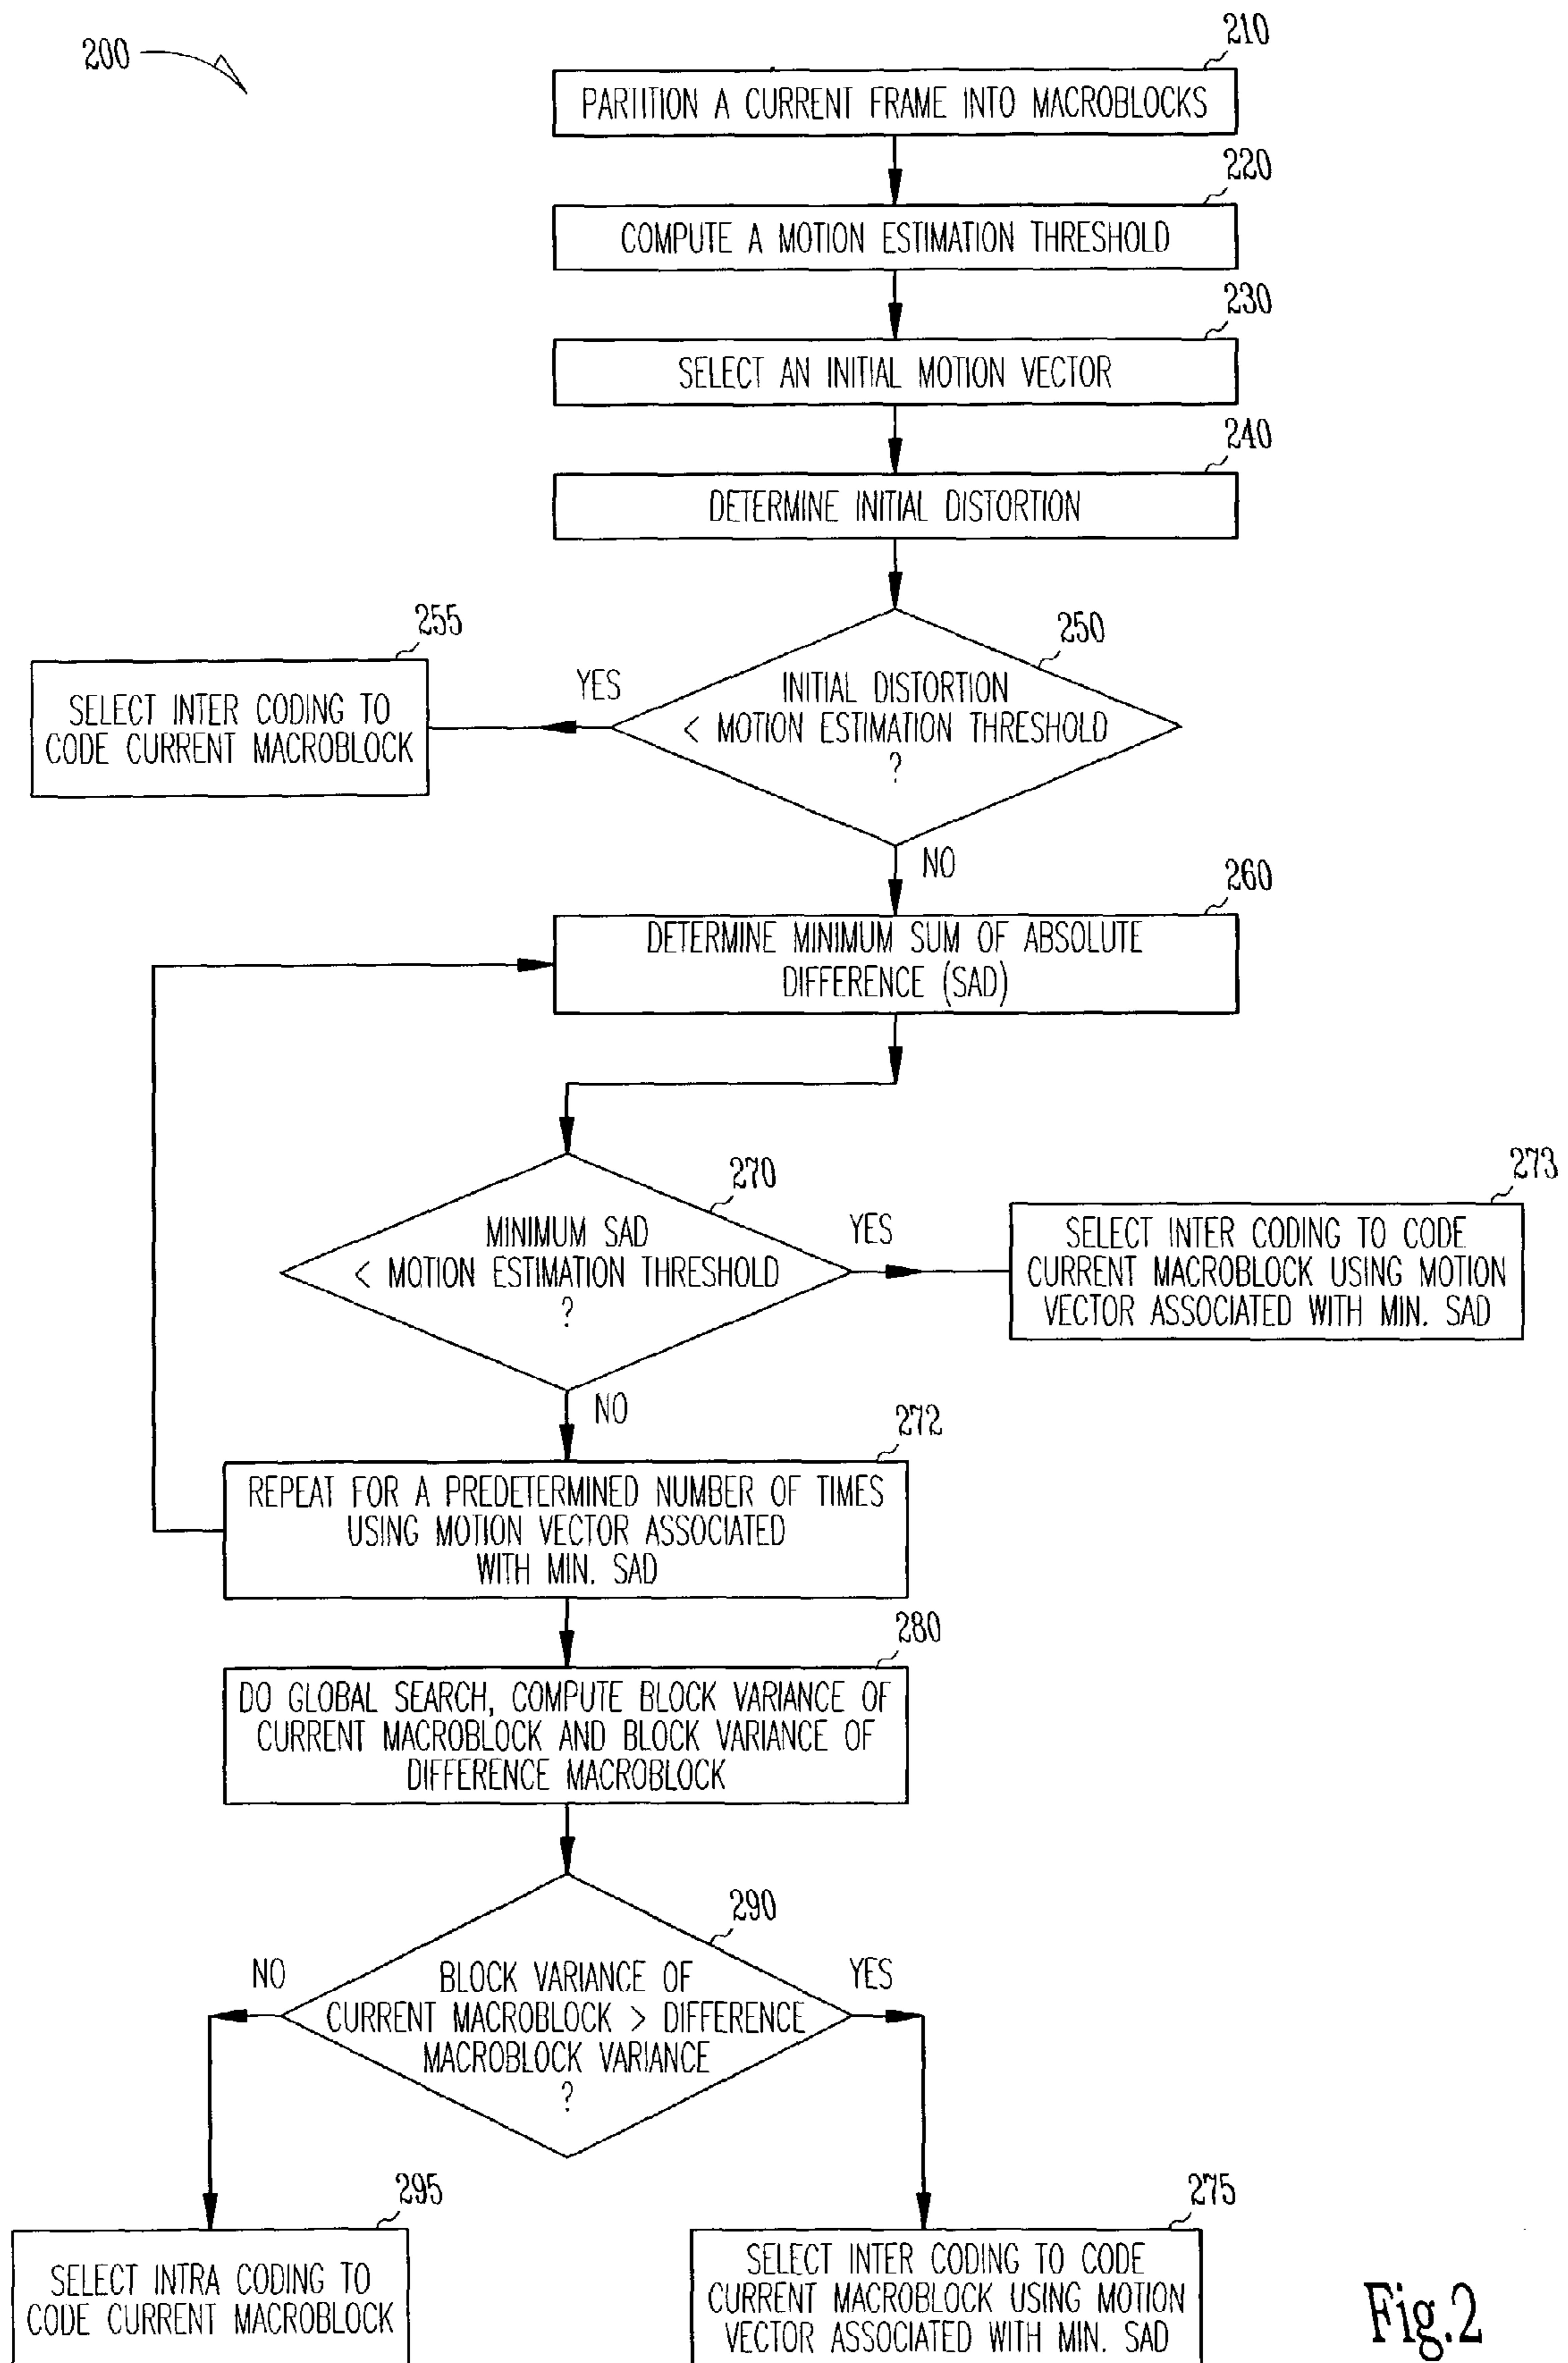 200
210
PARTITION A CURRENT FRAME INTO MACROBLOCKS
220
COMPUTE A MOTION ESTIMATION THRESHOLD
230
SELECT AN INITIAL MOTION VECTOR
240
DETERMINE INITIAL DISTORTION
250
INITIAL DISTORTION
< MOTION ESTIMATION THRESHOLD
?
YES
255
SELECT INTER CODING TO
CODE CURRENT MACROBLOCK
NO
260
DETERMINE MINIMUM SUM OF ABSOLUTE
DIFFERENCE (SAD)
270
MINIMUM SAD
< MOTION ESTIMATION THRESHOLD
?
YES
273
SELECT INTER CODING TO CODE
CURRENT MACROBLOCK USING MOTION
VECTOR ASSOCIATED WITH MIN. SAD
NO
272
REPEAT FOR A PREDETERMINED NUMBER OF TIMES
USING MOTION VECTOR ASSOCIATED
WITH MIN. SAD
280
DO GLOBAL SEARCH, COMPUTE BLOCK VARIANCE OF
CURRENT MACROBLOCK AND BLOCK VARIANCE OF
DIFFERENCE MACROBLOCK
290
BLOCK VARIANCE OF
CURRENT MACROBLOCK > DIFFERENCE
MACROBLOCK VARIANCE
?
NO
YES
295
SELECT INTRA CODING TO
CODE CURRENT MACROBLOCK
275
SELECT INTER CODING TO CODE
CURRENT MACROBLOCK USING MOTION
VECTOR ASSOCIATED WITH MIN. SAD
Fig.2